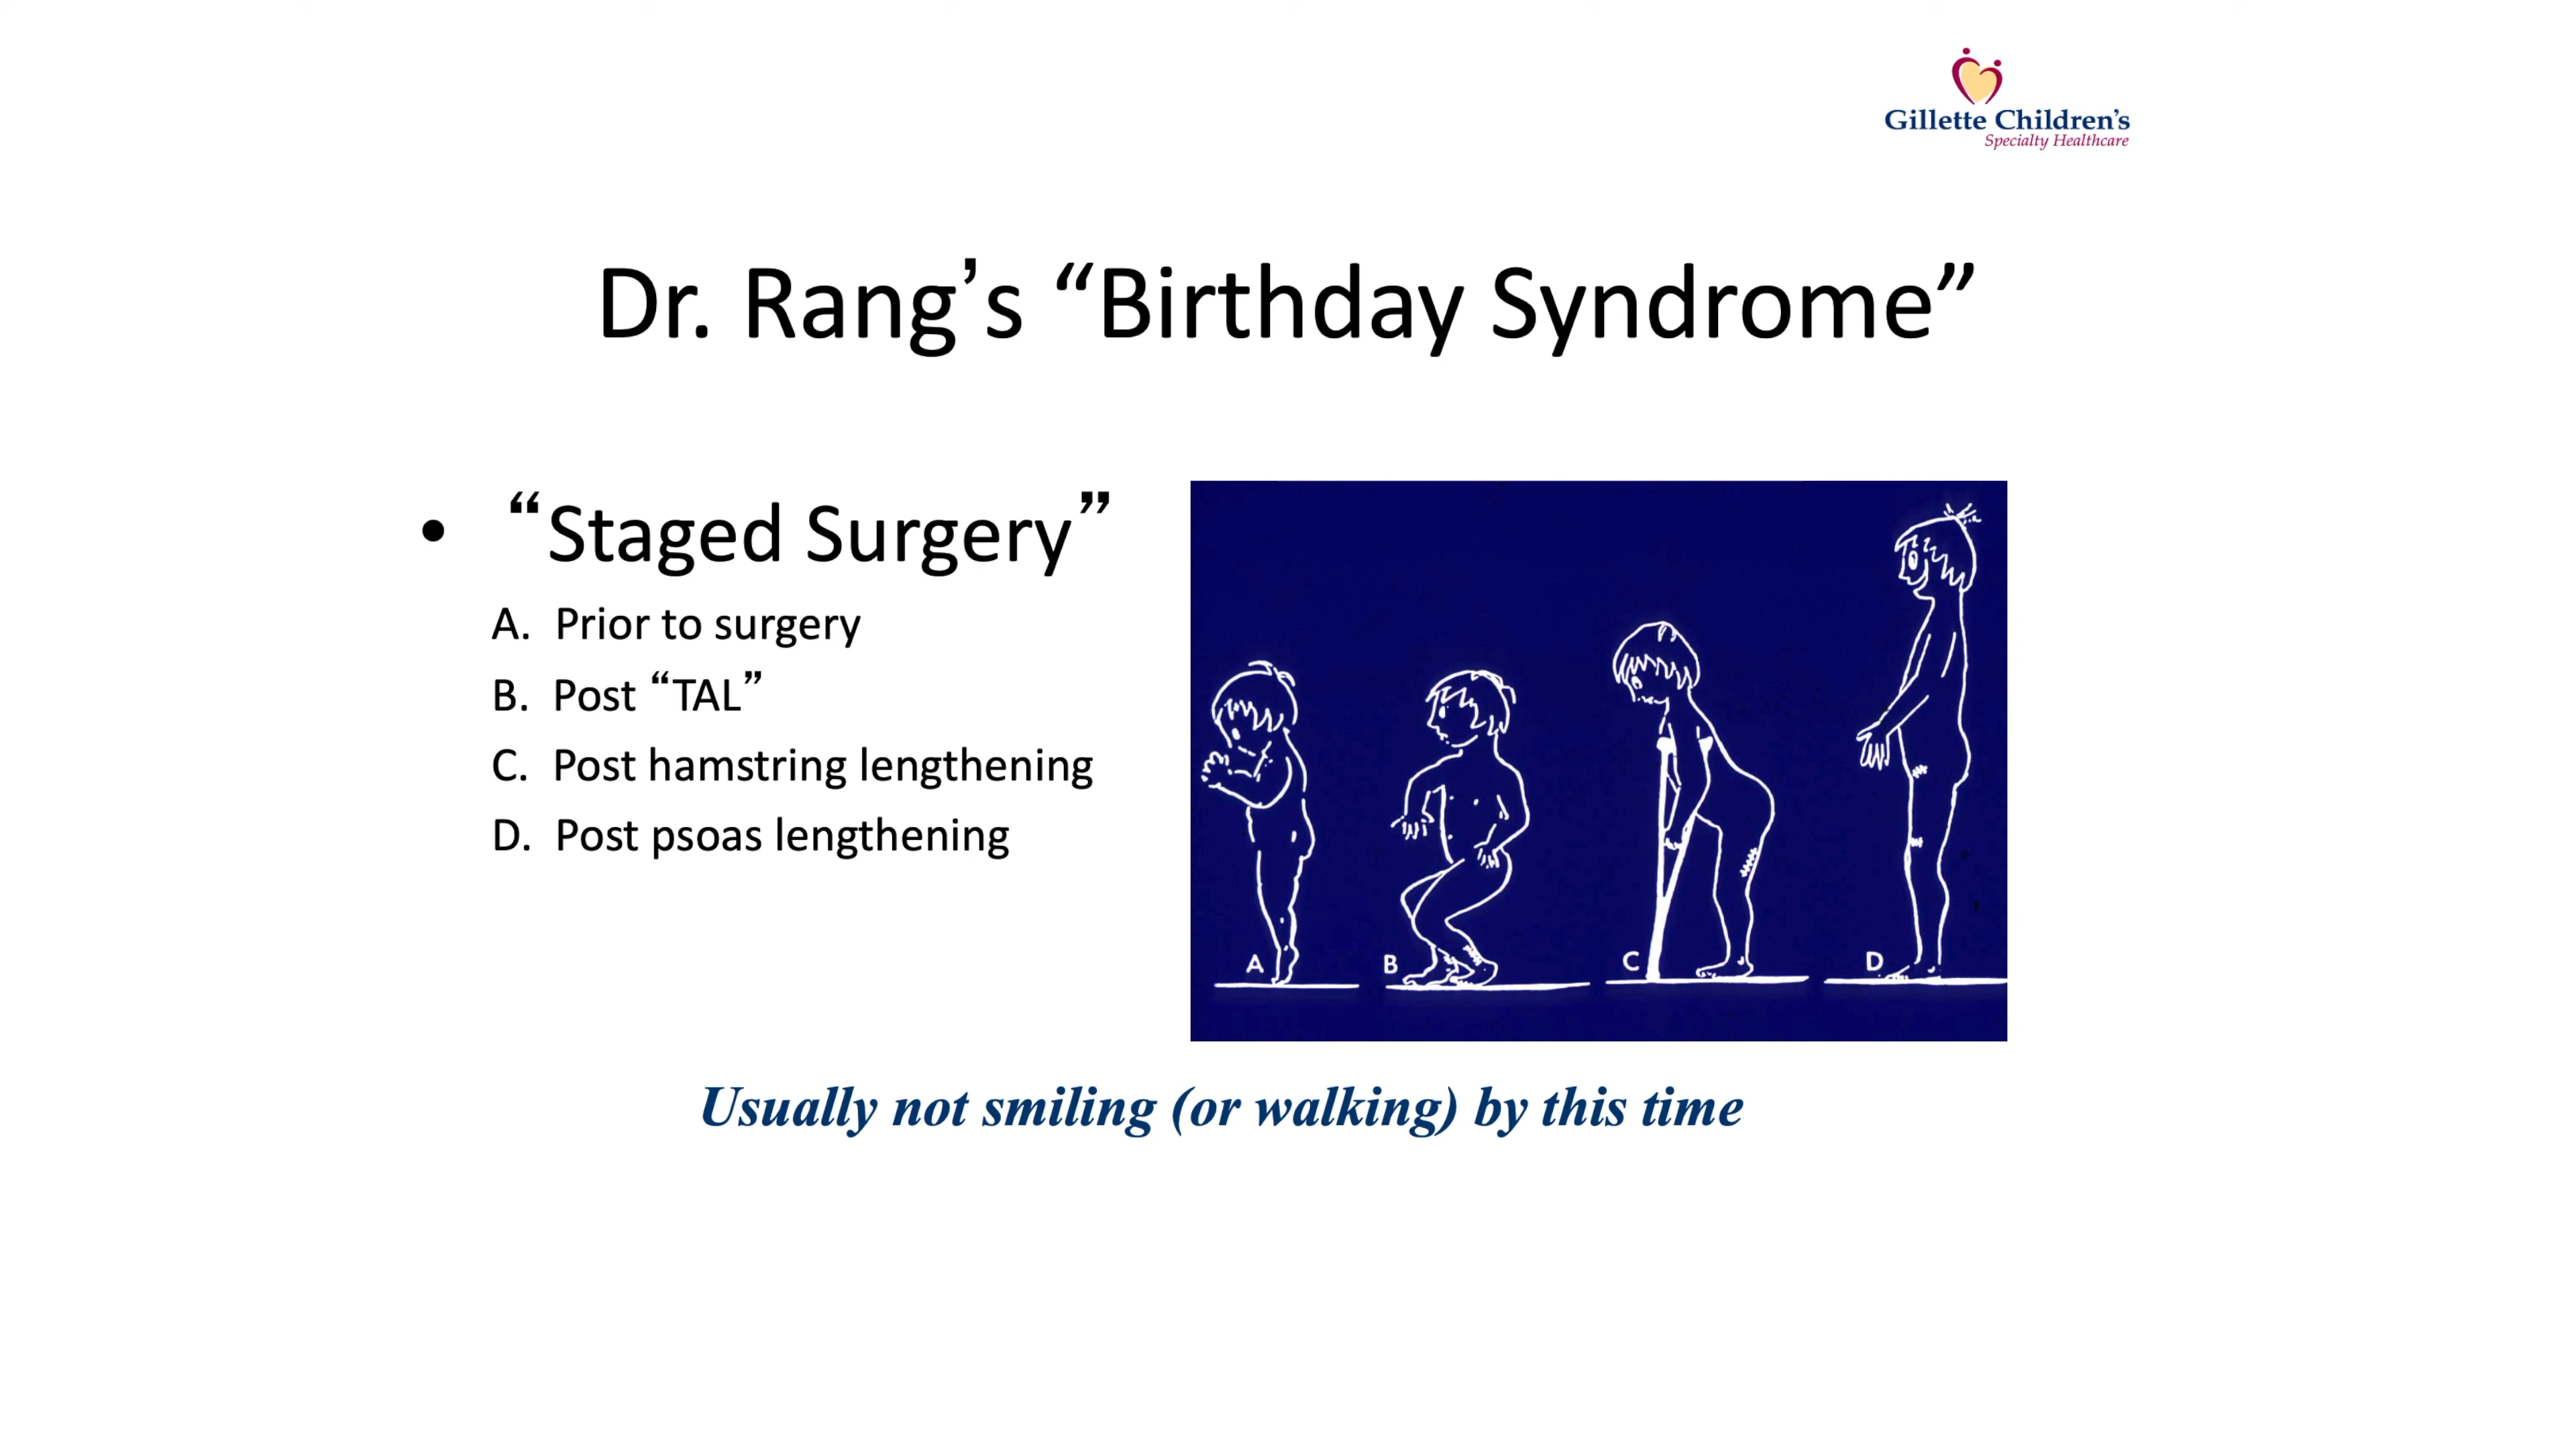 Gillette Children's
Specialty Healthcare
Dr. Rang's “Birthday Syndrome”
• “Staged Surgery”
A. Prior to surgery
B. Post “TAL”
C. Post hamstring lengthening
D. Post psoas lengthening
A B C D
Usually not smiling (or walking) by this time